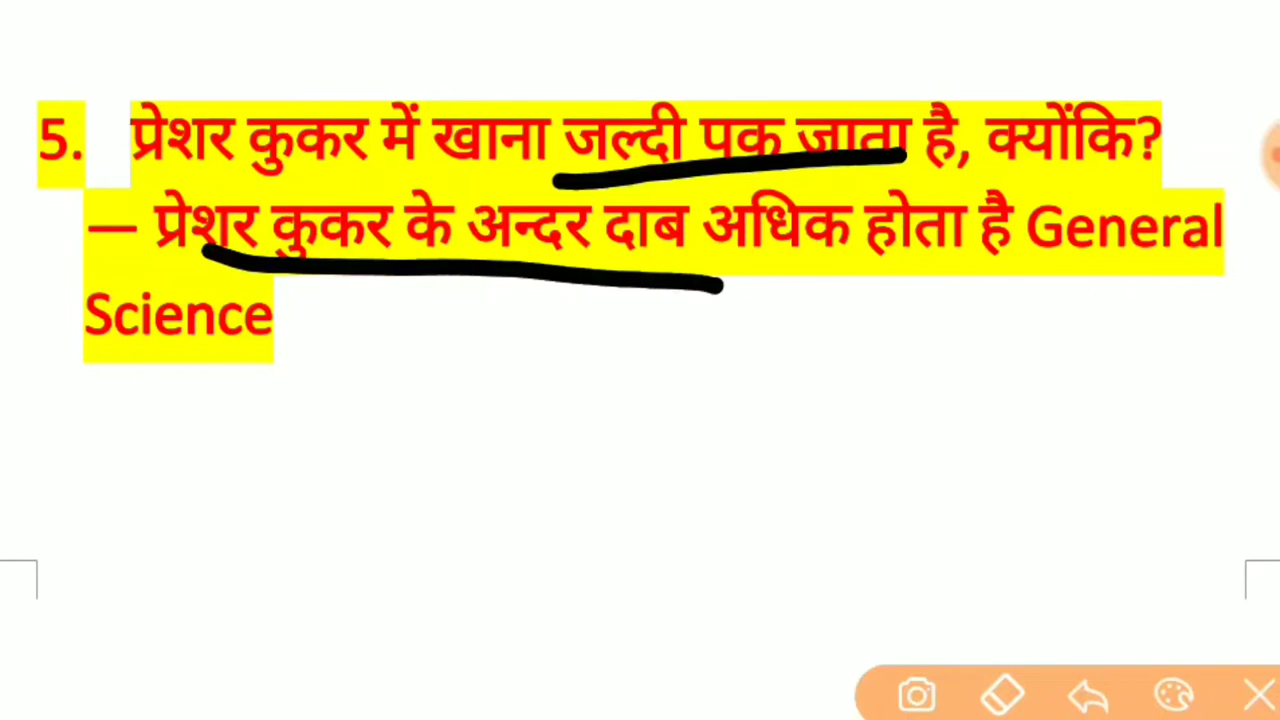 5. प्रेशर कुकर में खाना जल्दी पक जाता है, क्योंकि?
— प्रेशर कुकर के अन्दर दाब अधिक होता है General
Science